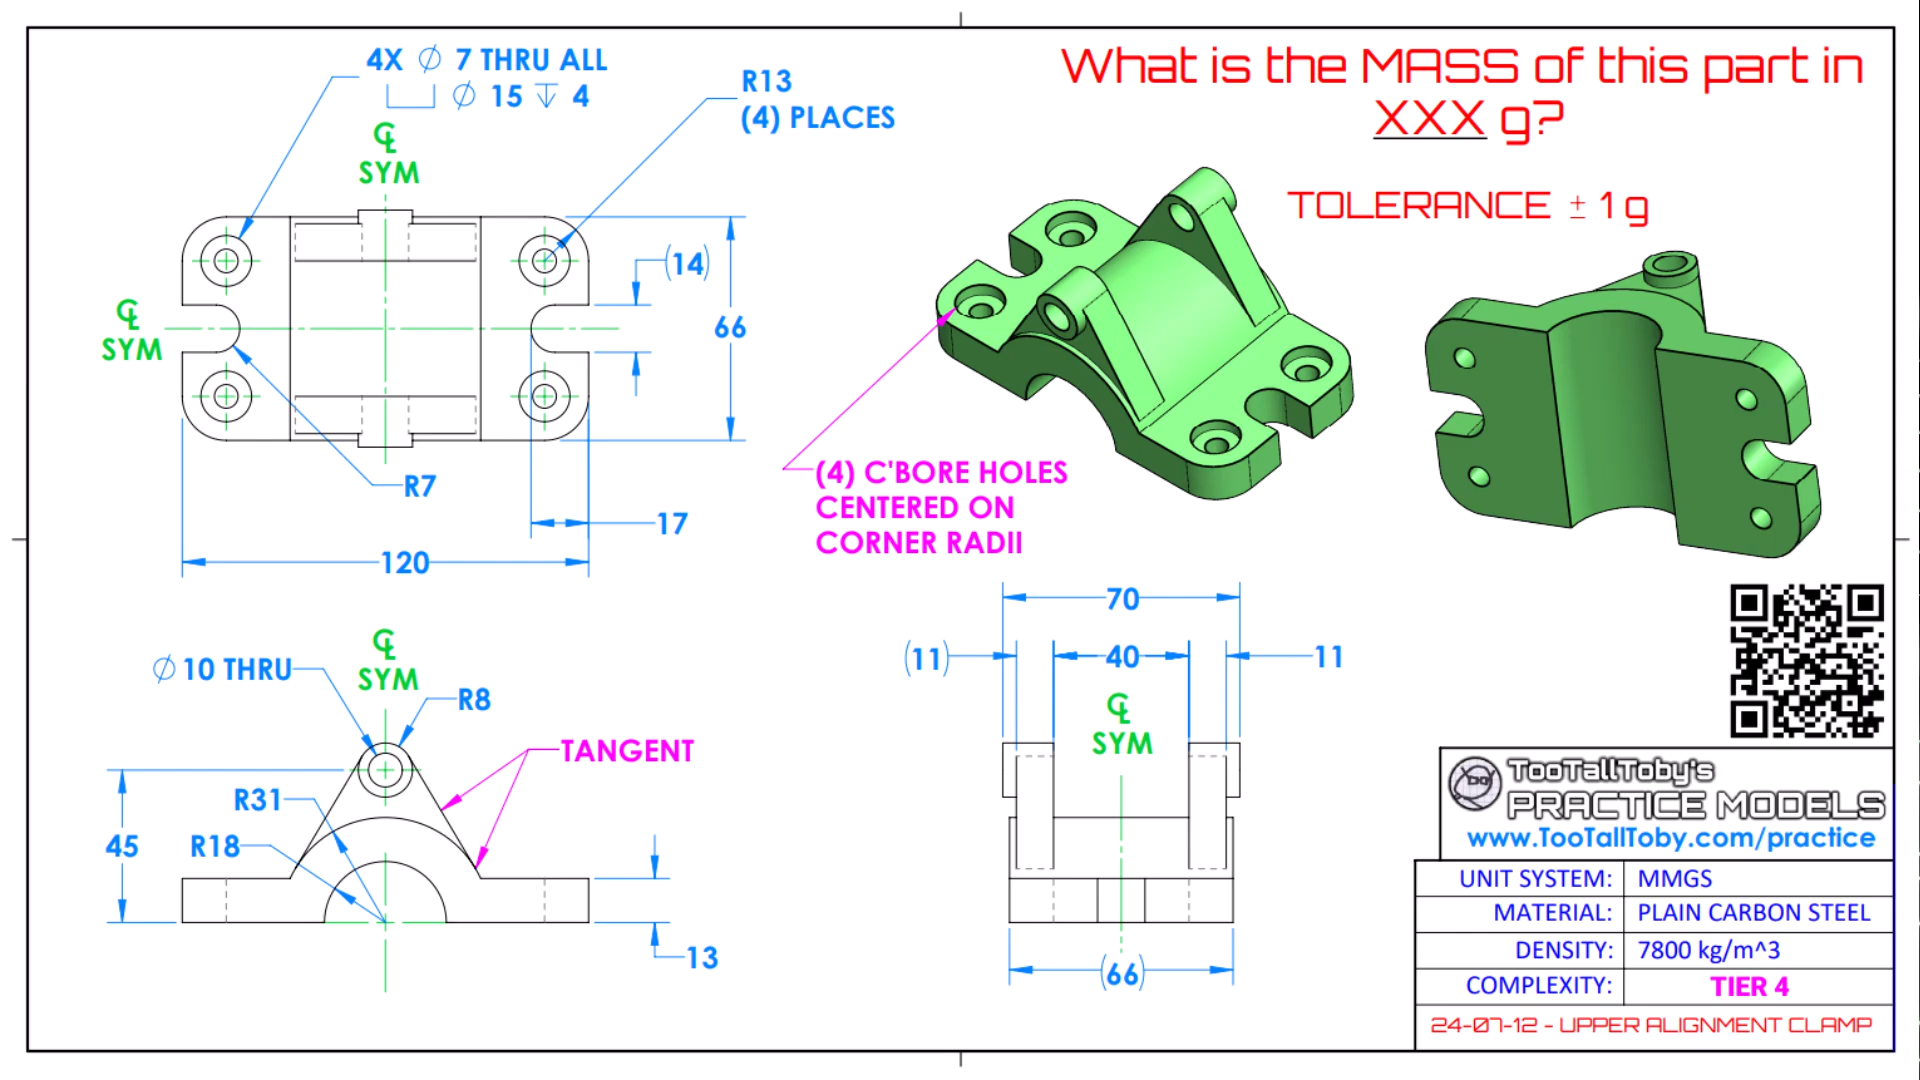 4X ∅ 7 THRU ALL
⌴ ∅ 15 ↧ 4
R13
(4) PLACES
℄
SYM
(14)
66
℄
SYM
R7
17
120
What is the MASS of this part in
XXX g?
TOLERANCE ± 1 g
(4) C'BORE HOLES
CENTERED ON
CORNER RADII
℄
SYM
∅ 10 THRU
R8
TANGENT
R31
R18
45
13
70
(11)
40
11
℄
SYM
(66)
TooTallToby's
PRACTICE MODELS
www.TooTallToby.com/practice
UNIT SYSTEM: MMGS
MATERIAL: PLAIN CARBON STEEL
DENSITY: 7800 kg/m^3
COMPLEXITY: TIER 4
24-07-12 - UPPER ALIGNMENT CLAMP